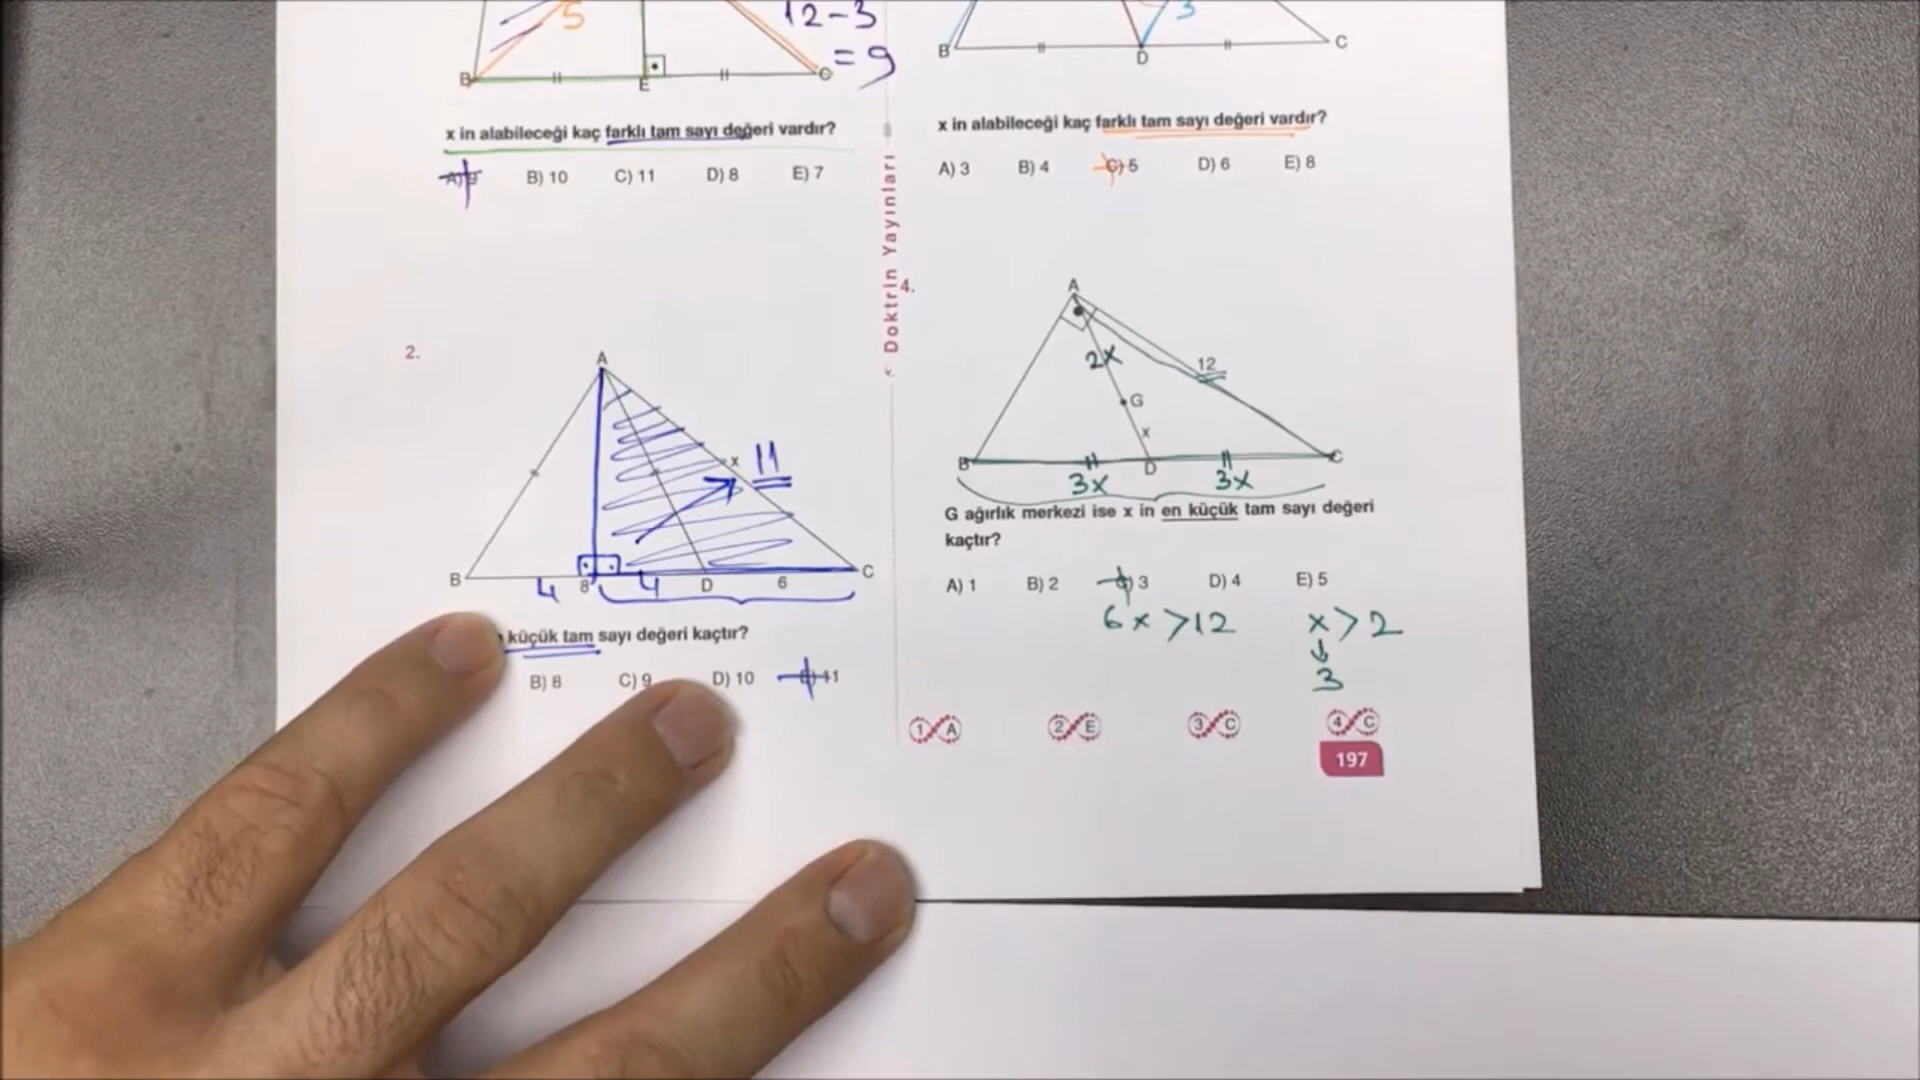 5
12-3
= 9
B
E
C
x in alabileceği kaç farklı tam sayı değeri vardır?
A) 9
B) 10
C) 11
D) 8
E) 7
2.
A
x
11
B
4
8
4
D
6
C
küçük tam sayı değeri kaçtır?
B) 8
C) 9
D) 10
E) 11
Doktrin Yayınları
3
B
D
C
x in alabileceği kaç farklı tam sayı değeri vardır?
A) 3
B) 4
C) 5
D) 6
E) 8
4.
A
2x
12
G
x
B
D
C
3x
3x
G ağırlık merkezi ise x in en küçük tam sayı değeri
kaçtır?
A) 1
B) 2
C) 3
D) 4
E) 5
6x >12
x > 2
3
1 A
2 E
3 C
4 C
197